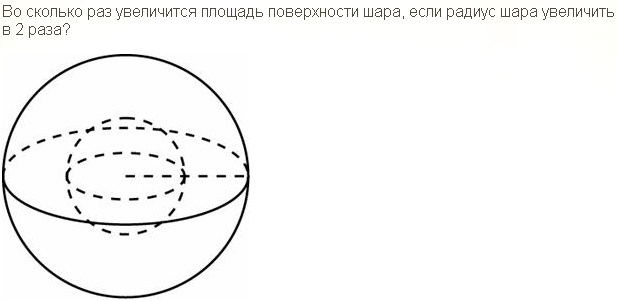 Во сколько раз увеличится площадь поверхности шара, если радиус шара увеличить
в 2 раза?